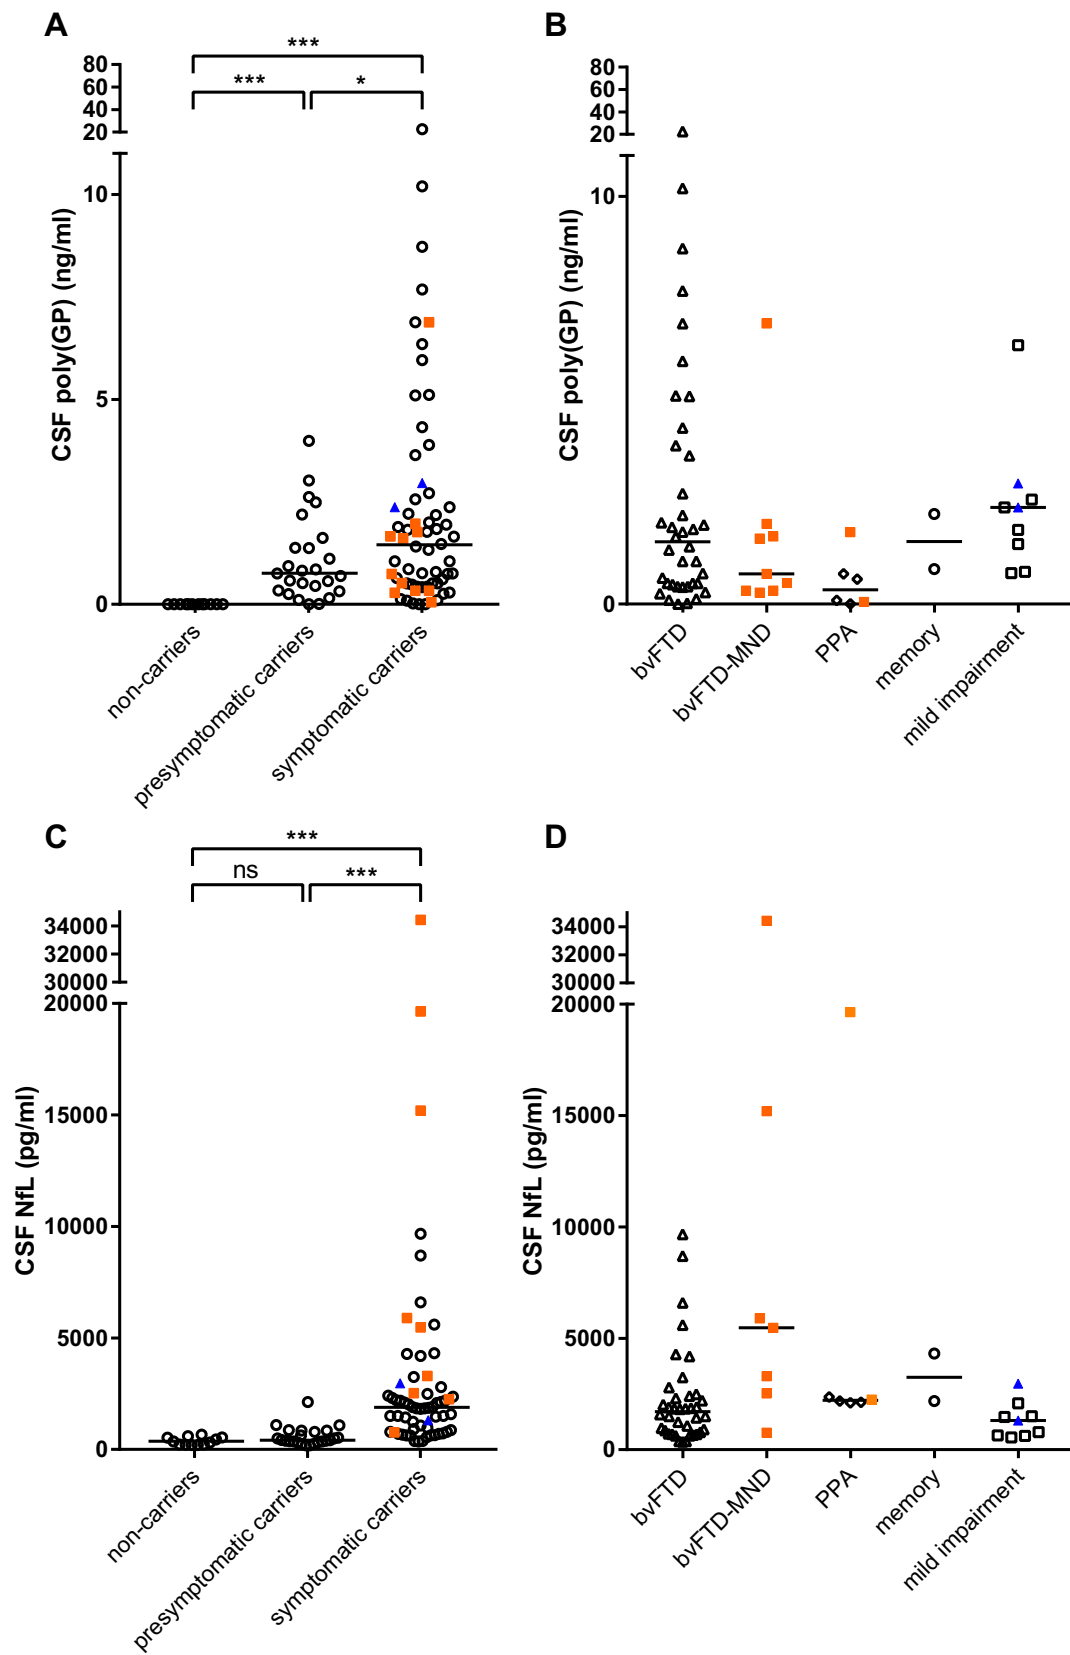 A
***
***
*
80
60
40
20
10
5
0
CSF poly(GP) (ng/ml)
non-carriers
presymptomatic carriers
symptomatic carriers
B
80
60
40
20
10
0
CSF poly(GP) (ng/ml)
bvFTD
bvFTD-MND
PPA
memory
mild impairment
C
***
ns
***
34000
32000
30000
20000
15000
10000
5000
0
CSF NfL (pg/ml)
non-carriers
presymptomatic carriers
symptomatic carriers
D
34000
32000
30000
20000
15000
10000
5000
0
CSF NfL (pg/ml)
bvFTD
bvFTD-MND
PPA
memory
mild impairment